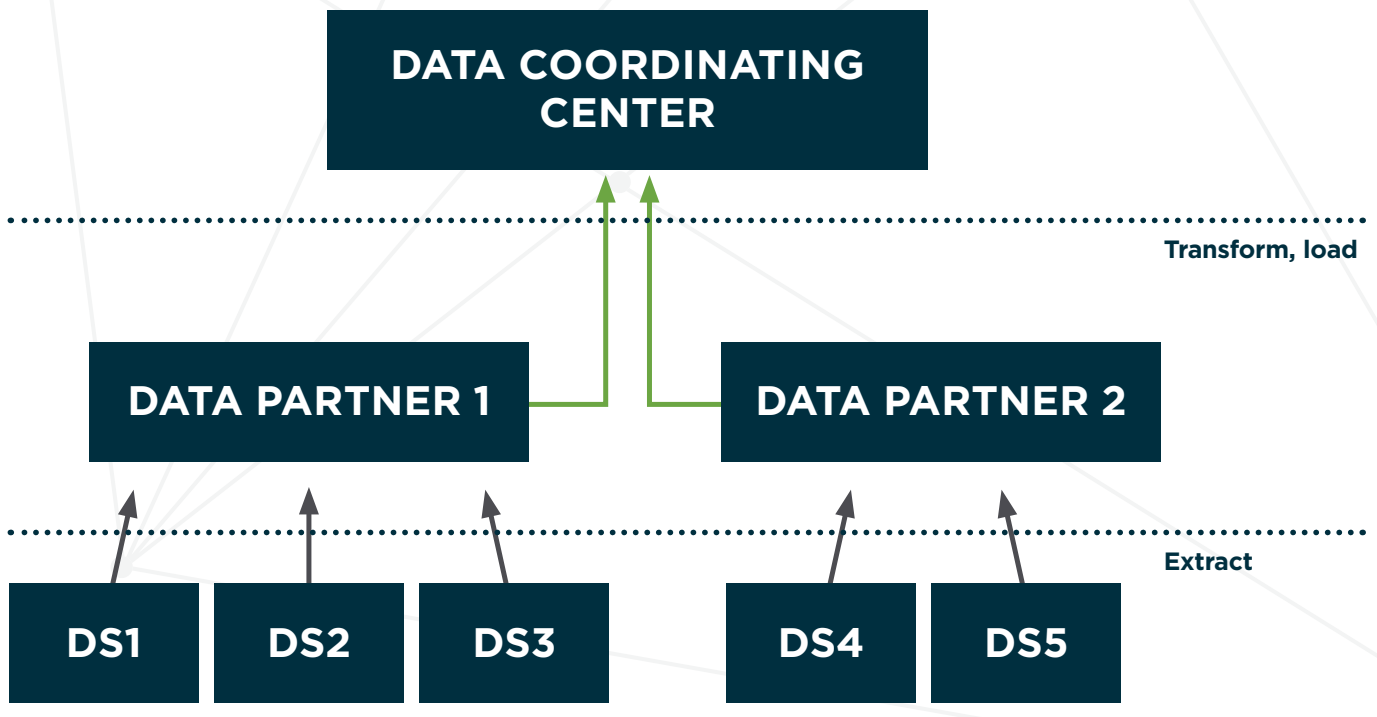 DATA COORDINATING
CENTER
Transform, load
DATA PARTNER 1
DATA PARTNER 2
Extract
DS1
DS2
DS3
DS4
DS5